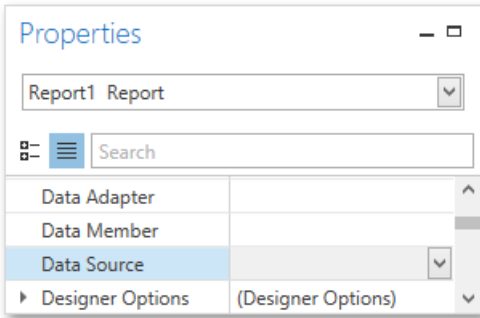 Properties
Report1 Report
Search
Data Adapter
Data Member
Data Source
Designer Options (Designer Options)